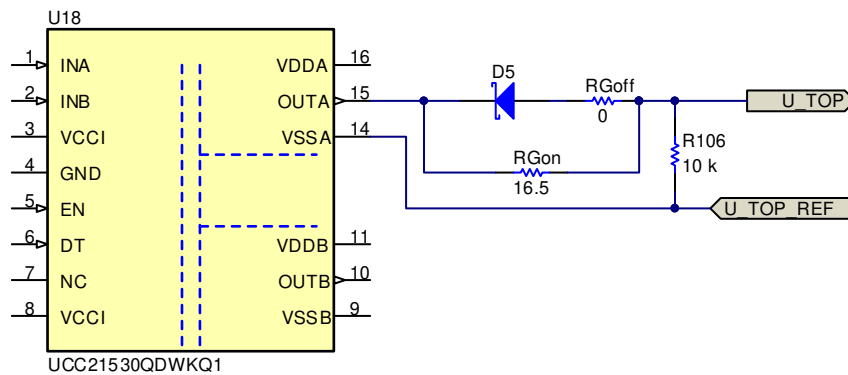 U18
1 INA VDDA 16
2 INB OUTA 15
3 VCCI VSSA 14
4 GND
5 EN
6 DT VDDB 11
7 NC OUTB 10
8 VCCI VSSB 9
UCC21530QDWKQ1
D5
RGoff
0
RGon
16.5
R106
10 k
U_TOP
U_TOP_REF